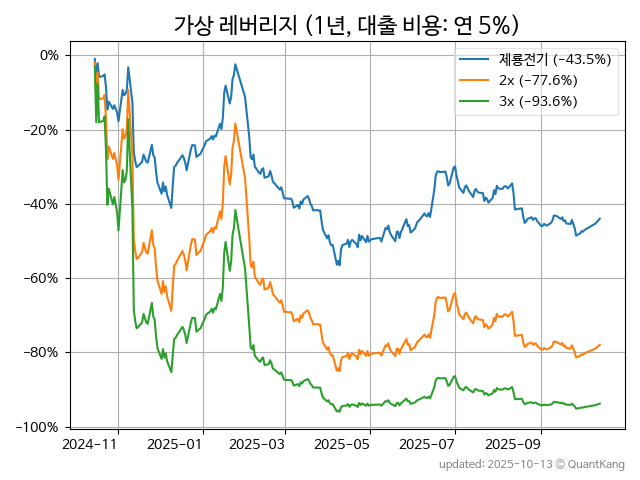 가상 레버리지 (1년, 대출 비용: 연 5%)
제룡전기 (-43.5%)
2x (-77.6%)
3x (-93.6%)
0%
-20%
-40%
-60%
-80%
-100%
2024-11
2025-01
2025-03
2025-05
2025-07
2025-09
updated: 2025-10-13 © QuantKang